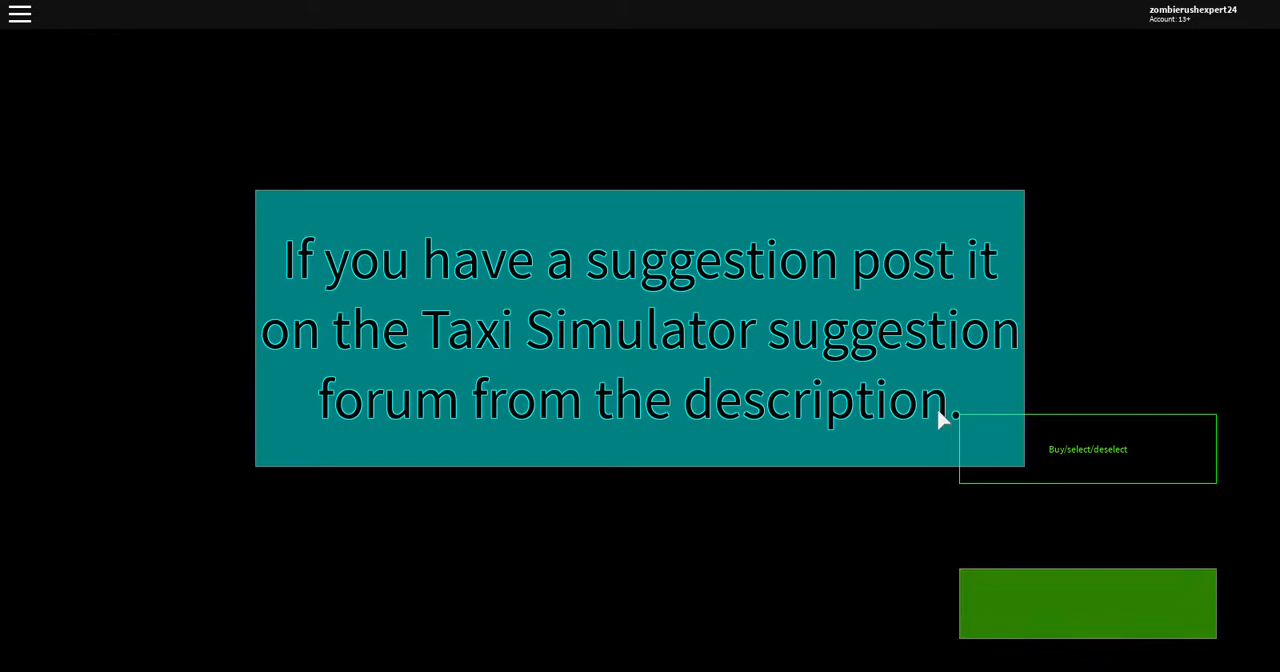 zombierushexpert24
Account: 13+
If you have a suggestion post it
on the Taxi Simulator suggestion
forum from the description.
Buy/select/deselect